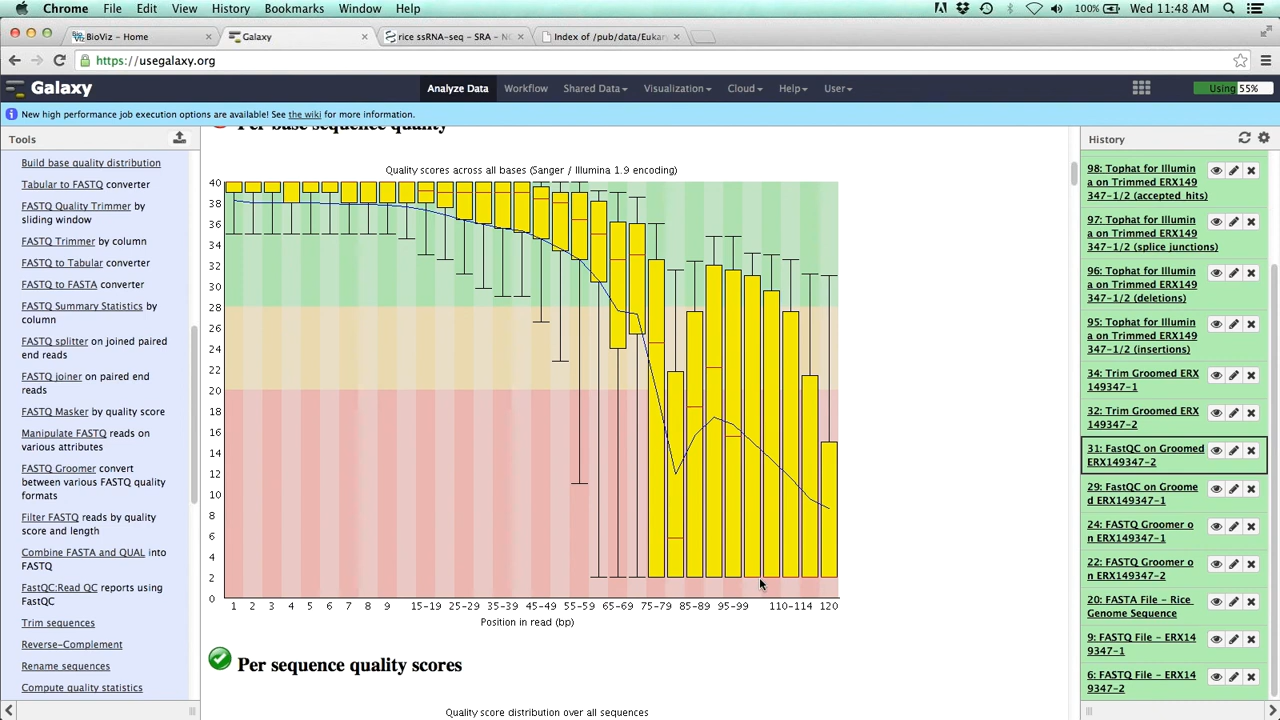 Chrome File Edit View History Bookmarks Window Help 100% Wed 11:48 AM
BioViz - Home × Galaxy × rice ssRNA-seq - SRA - NC × Index of /pub/data/Eukar ×
https://usegalaxy.org
Galaxy Analyze Data Workflow Shared Data Visualization Cloud Help User Using 55%
New high performance job execution options are available! See the wiki for more information.
Tools
Build base quality distribution
Tabular to FASTQ converter
FASTQ Quality Trimmer by
sliding window
FASTQ Trimmer by column
FASTQ to Tabular converter
FASTQ to FASTA converter
FASTQ Summary Statistics by
column
FASTQ splitter on joined paired
end reads
FASTQ joiner on paired end
reads
FASTQ Masker by quality score
Manipulate FASTQ reads on
various attributes
FASTQ Groomer convert
between various FASTQ quality
formats
Filter FASTQ reads by quality
score and length
Combine FASTA and QUAL into
FASTQ
FastQC:Read QC reports using
FastQC
Trim sequences
Reverse-Complement
Rename sequences
Compute quality statistics
Per base sequence quality
Quality scores across all bases (Sanger / Illumina 1.9 encoding)
40
38
36
34
32
30
28
26
24
22
20
18
16
14
12
10
8
6
4
2
0
1 2 3 4 5 6 7 8 9 15-19 25-29 35-39 45-49 55-59 65-69 75-79 85-89 95-99 110-114 120
Position in read (bp)
Per sequence quality scores
Quality score distribution over all sequences
History
98: Tophat for Illumin
a on Trimmed ERX149
347-1/2 (accepted_hits)
97: Tophat for Illumin
a on Trimmed ERX149
347-1/2 (splice junctions)
96: Tophat for Illumin
a on Trimmed ERX149
347-1/2 (deletions)
95: Tophat for Illumin
a on Trimmed ERX149
347-1/2 (insertions)
34: Trim Groomed ERX
149347-1
32: Trim Groomed ERX
149347-2
31: FastQC on Groomed
ERX149347-2
29: FastQC on Groome
d ERX149347-1
24: FASTQ Groomer o
n ERX149347-1
22: FASTQ Groomer o
n ERX149347-2
20: FASTA File - Rice
Genome Sequence
9: FASTQ File - ERX14
9347-1
6: FASTQ File - ERX14
9347-2